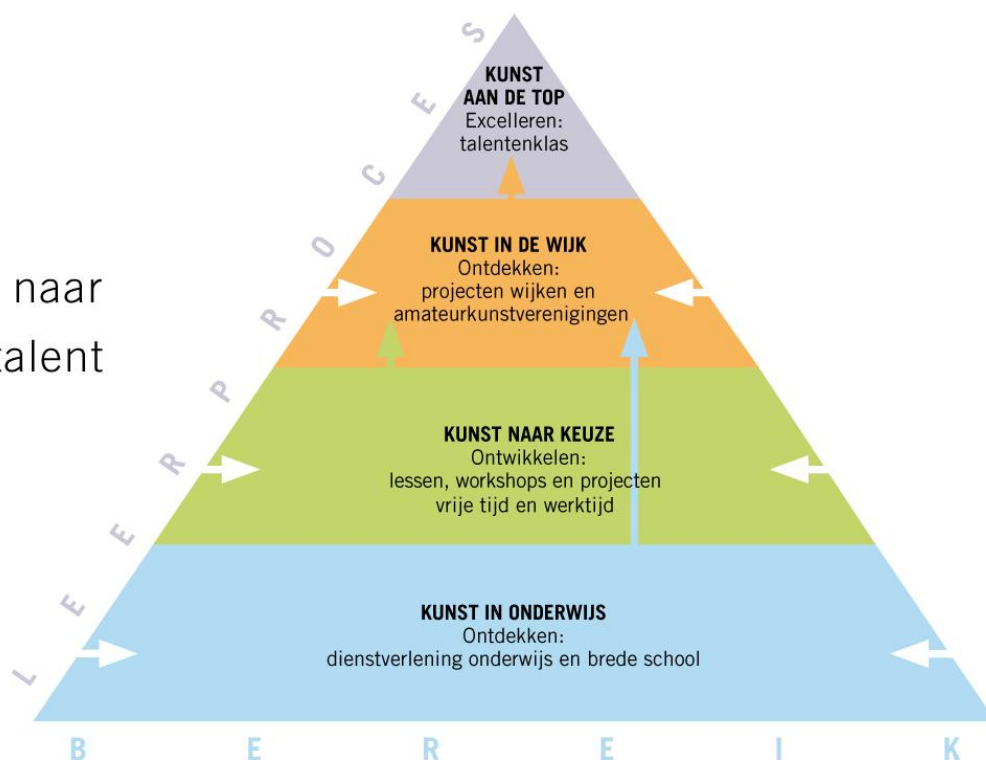 KUNST
AAN DE TOP
Excelleren:
talentenklas
KUNST IN DE WIJK
Ontdekken:
projecten wijken en
amateurkunstverenigingen
naar
talent
KUNST NAAR KEUZE
Ontwikkelen:
lessen, workshops en projecten
vrije tijd en werktijd
KUNST IN ONDERWIJS
Ontdekken:
dienstverlening onderwijs en brede school
LEERPROCES
BEREIK